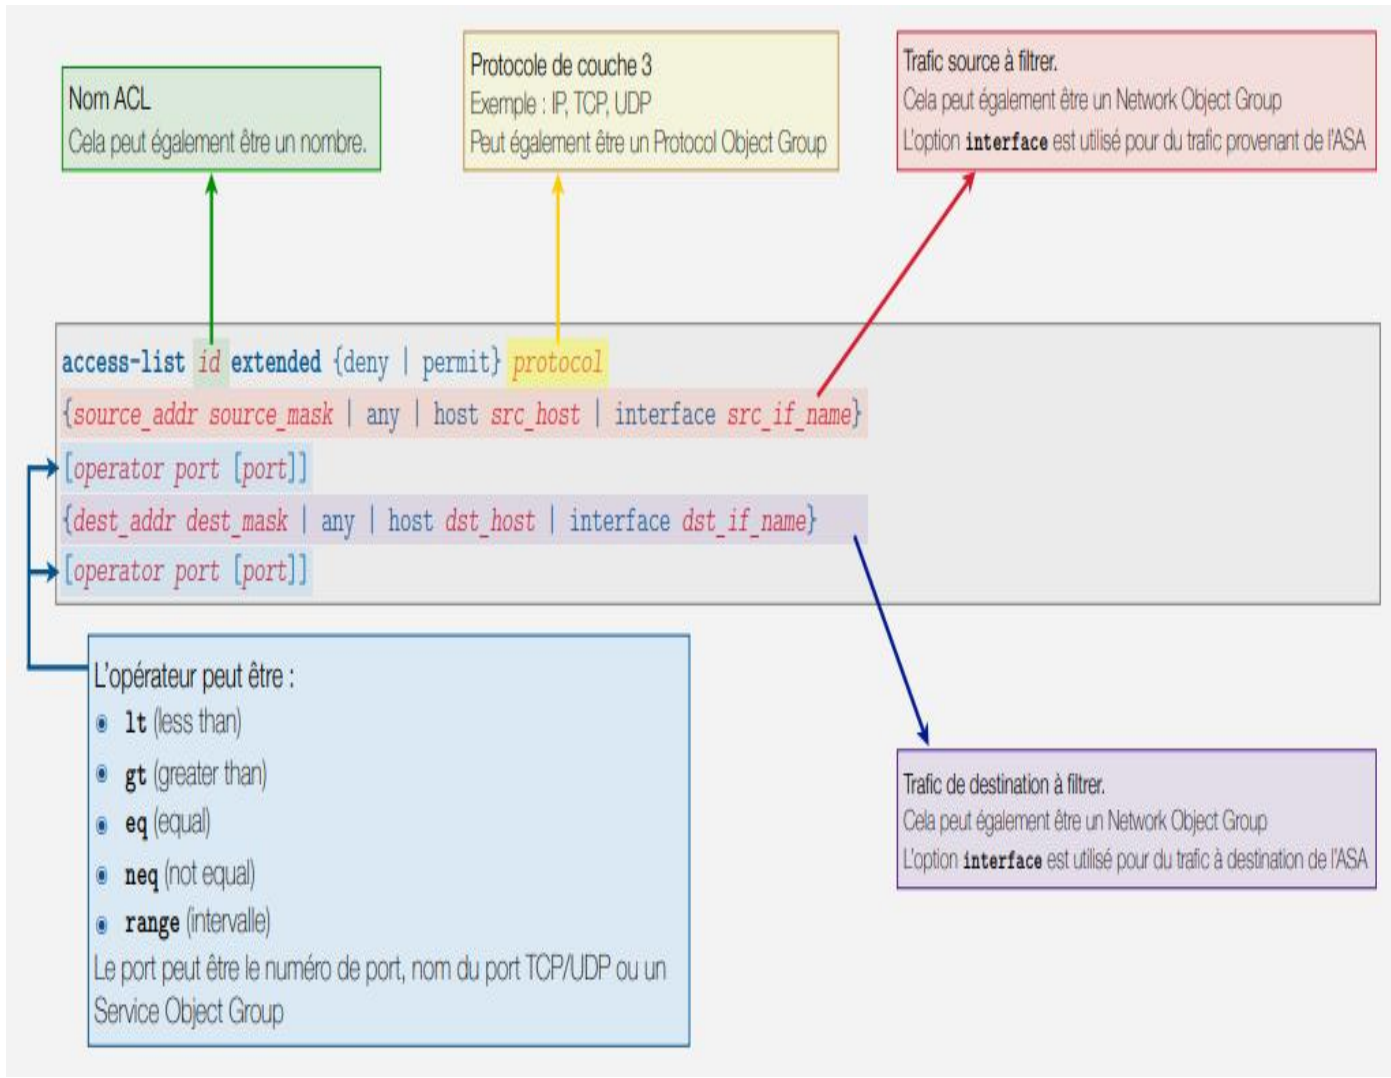 Nom ACL
Cela peut également être un nombre.
Protocole de couche 3
Exemple : IP, TCP, UDP
Peut également être un Protocol Object Group
Trafic source à filtrer.
Cela peut également être un Network Object Group
L'option interface est utilisé pour du trafic provenant de l'ASA
access-list id extended {deny | permit} protocol
{source_addr source_mask | any | host src_host | interface src_if_name}
[operator port [port]]
{dest_addr dest_mask | any | host dst_host | interface dst_if_name}
[operator port [port]]
L'opérateur peut être :
lt (less than)
gt (greater than)
eq (equal)
neq (not equal)
range (intervalle)
Le port peut être le numéro de port, nom du port TCP/UDP ou un
Service Object Group
Trafic de destination à filtrer.
Cela peut également être un Network Object Group
L'option interface est utilisé pour du trafic à destination de l'ASA